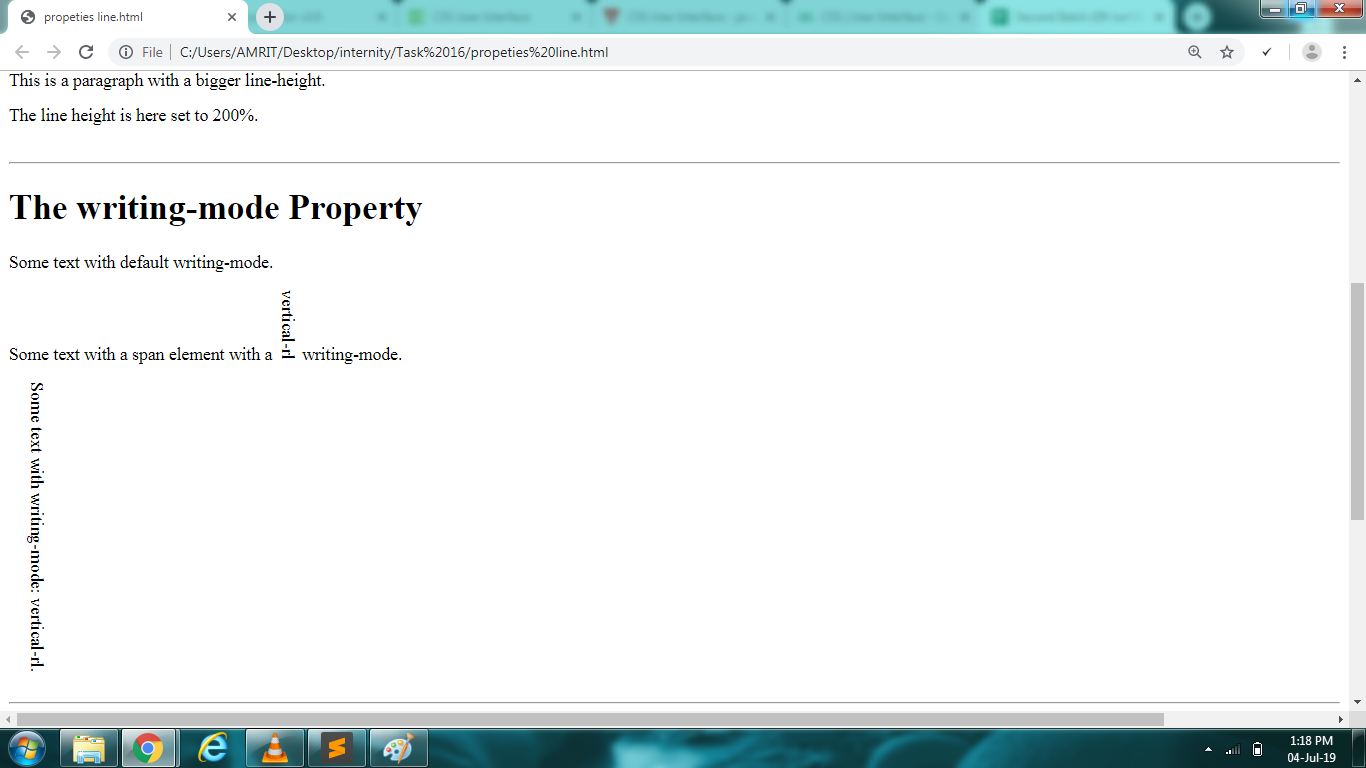 propeties line.html
File
C:/Users/AMRIT/Desktop/internity/Task%2016/propeties%20line.html
This is a paragraph with a bigger line-height.
The line height is here set to 200%.
The writing-mode Property
Some text with default writing-mode.
Some text with a span element with a vertical-rl writing-mode.
Some text with writing-mode: vertical-rl.
1:18 PM
04-Jul-19